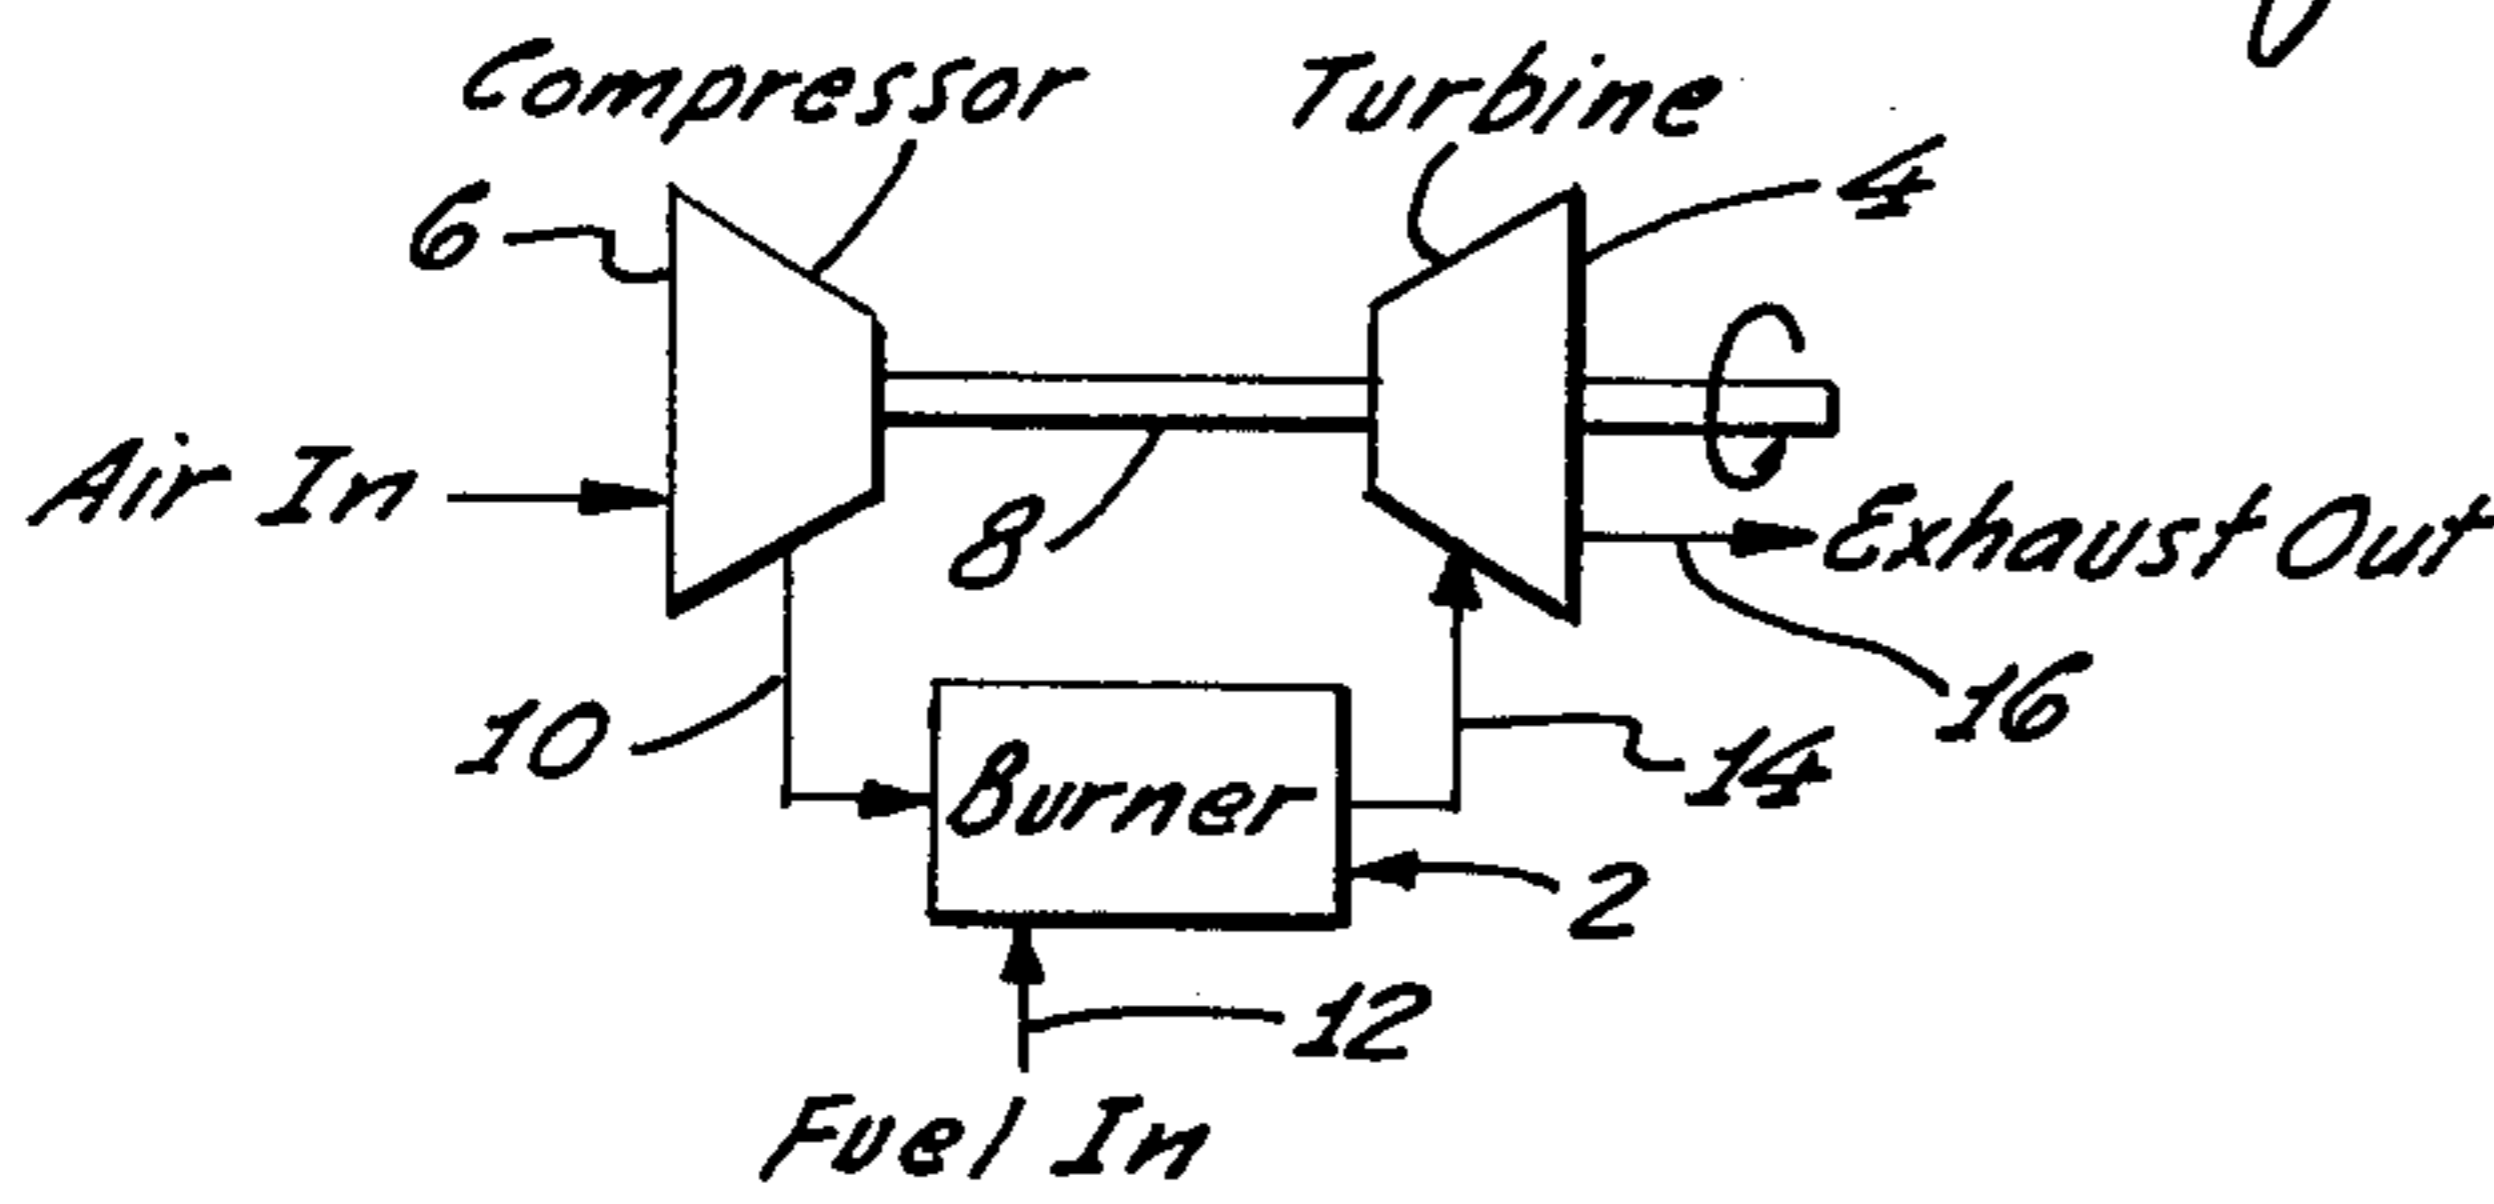 Compressor
Turbine
4
6
Air In
8
Exhaust Out
16
10
14
Burner
2
12
Fuel In